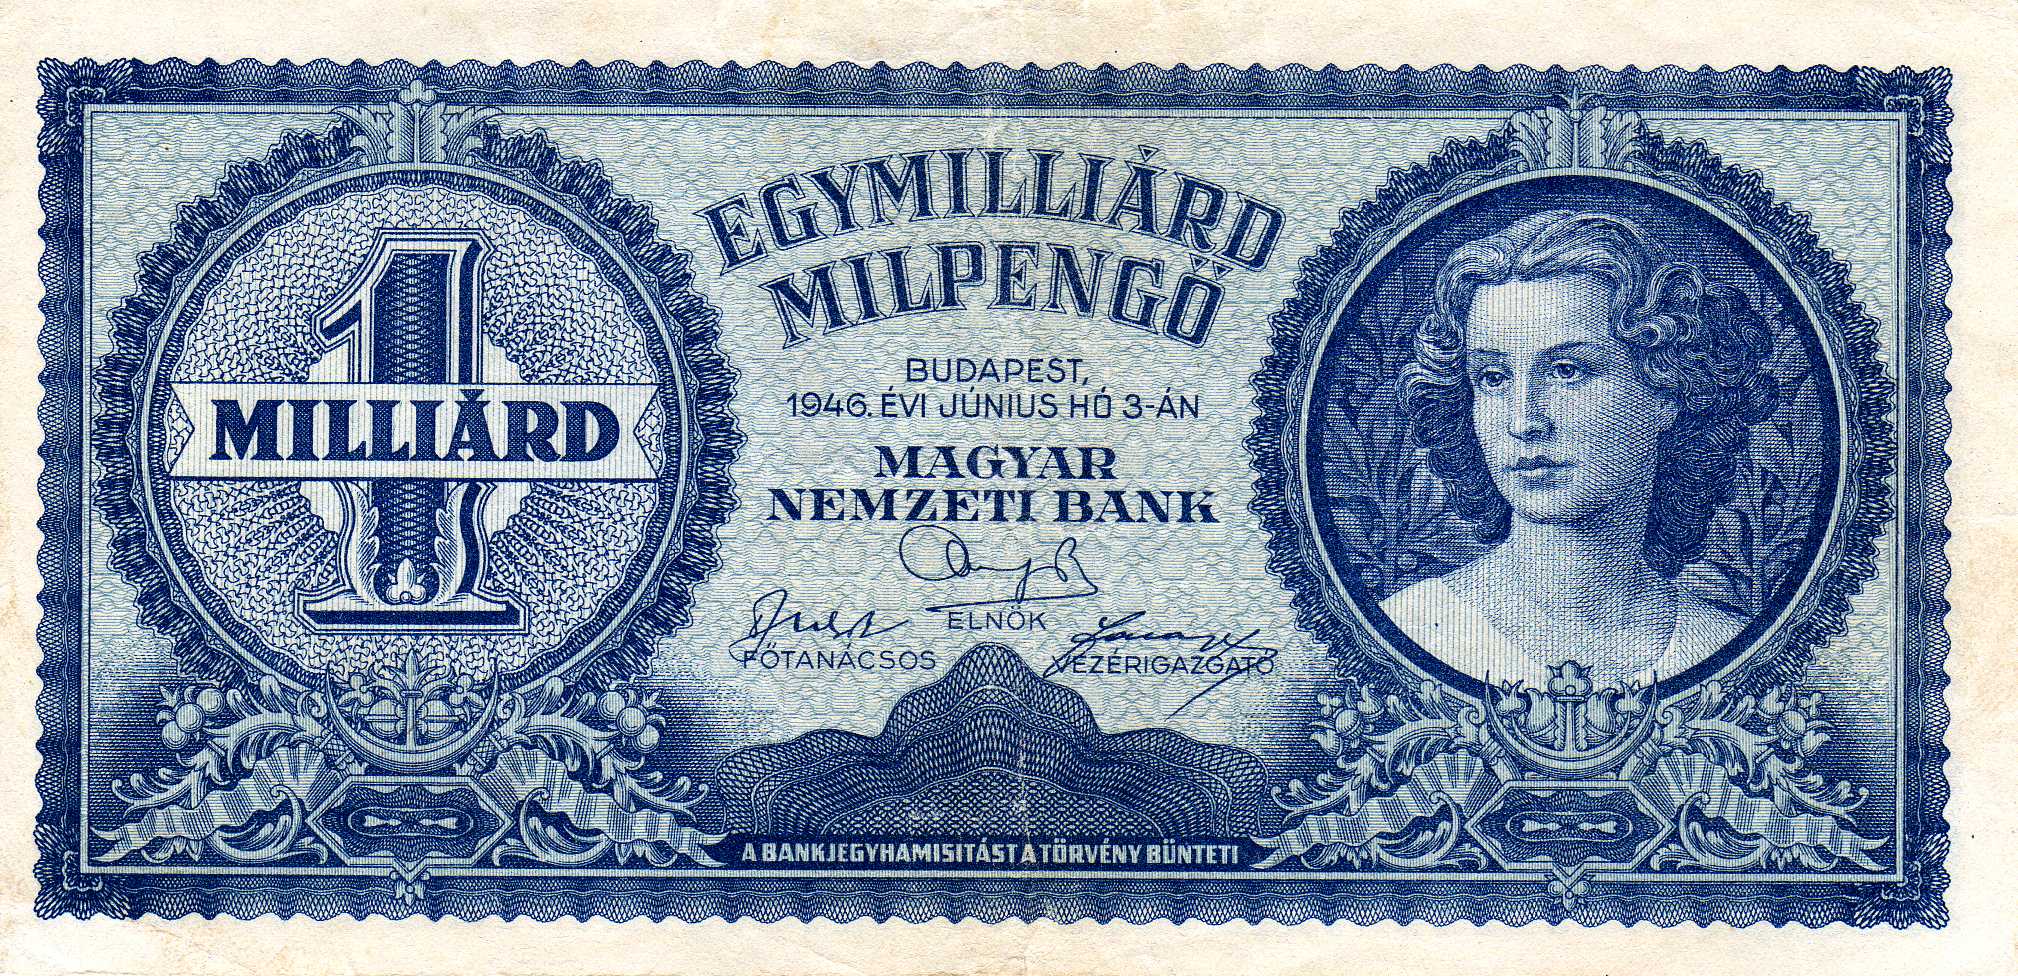 EGYMILLIÁRD
MILPENGŐ
1
MILLIÁRD
BUDAPEST,
1946. ÉVI JÚNIUS HÓ 3-ÁN
MAGYAR
NEMZETI BANK
ELNÖK
FŐTANÁCSOS
VEZÉRIGAZGATÓ
A BANKJEGYHAMISITÁST A TÖRVÉNY BÜNTETI